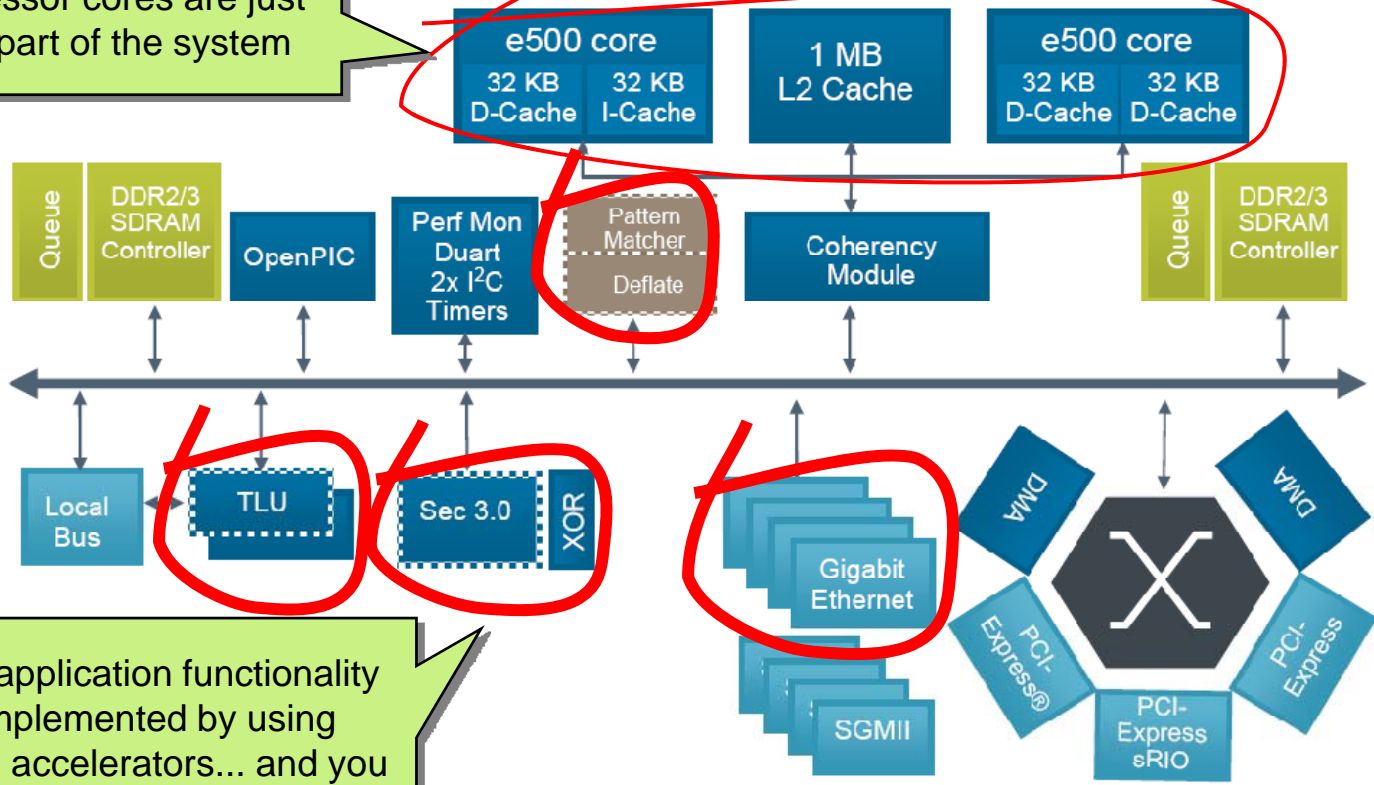 essor cores are just
part of the system
e500 core
32 KB
D-Cache
32 KB
I-Cache
1 MB
L2 Cache
e500 core
32 KB
D-Cache
32 KB
D-Cache
Queue
DDR2/3
SDRAM
Controller
OpenPIC
Perf Mon
Duart
2x I²C
Timers
Pattern
Matcher
Deflate
Coherency
Module
Queue
DDR2/3
SDRAM
Controller
Local
Bus
TLU
Sec 3.0
XOR
Gigabit
Ethernet
SGMII
DMA
DMA
PCI-
Express®
PCI-
Express
sRIO
PCI-
Express
application functionality
mplemented by using
accelerators... and you